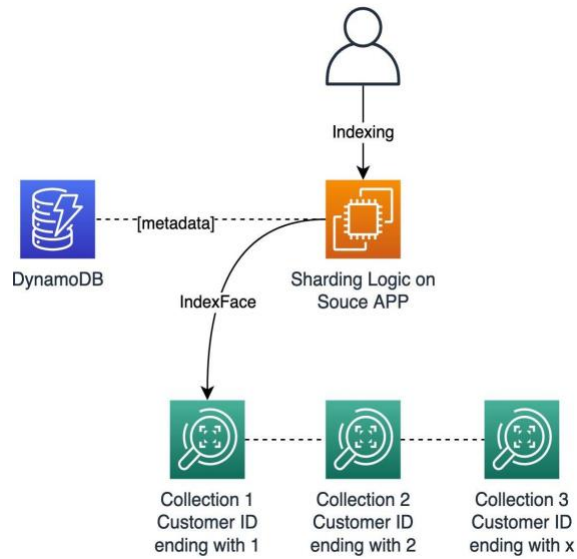 Indexing
[metadata]
DynamoDB
Sharding Logic on
Souce APP
IndexFace
Collection 1
Customer ID
ending with 1
Collection 2
Customer ID
ending with 2
Collection 3
Customer ID
ending with x